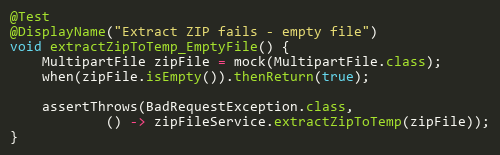 @Test
@DisplayName("Extract ZIP fails - empty file")
void extractZipToTemp_EmptyFile() {
    MultipartFile zipFile = mock(MultipartFile.class);
    when(zipFile.isEmpty()).thenReturn(true);

    assertThrows(BadRequestException.class,
            () -> zipFileService.extractZipToTemp(zipFile));
}